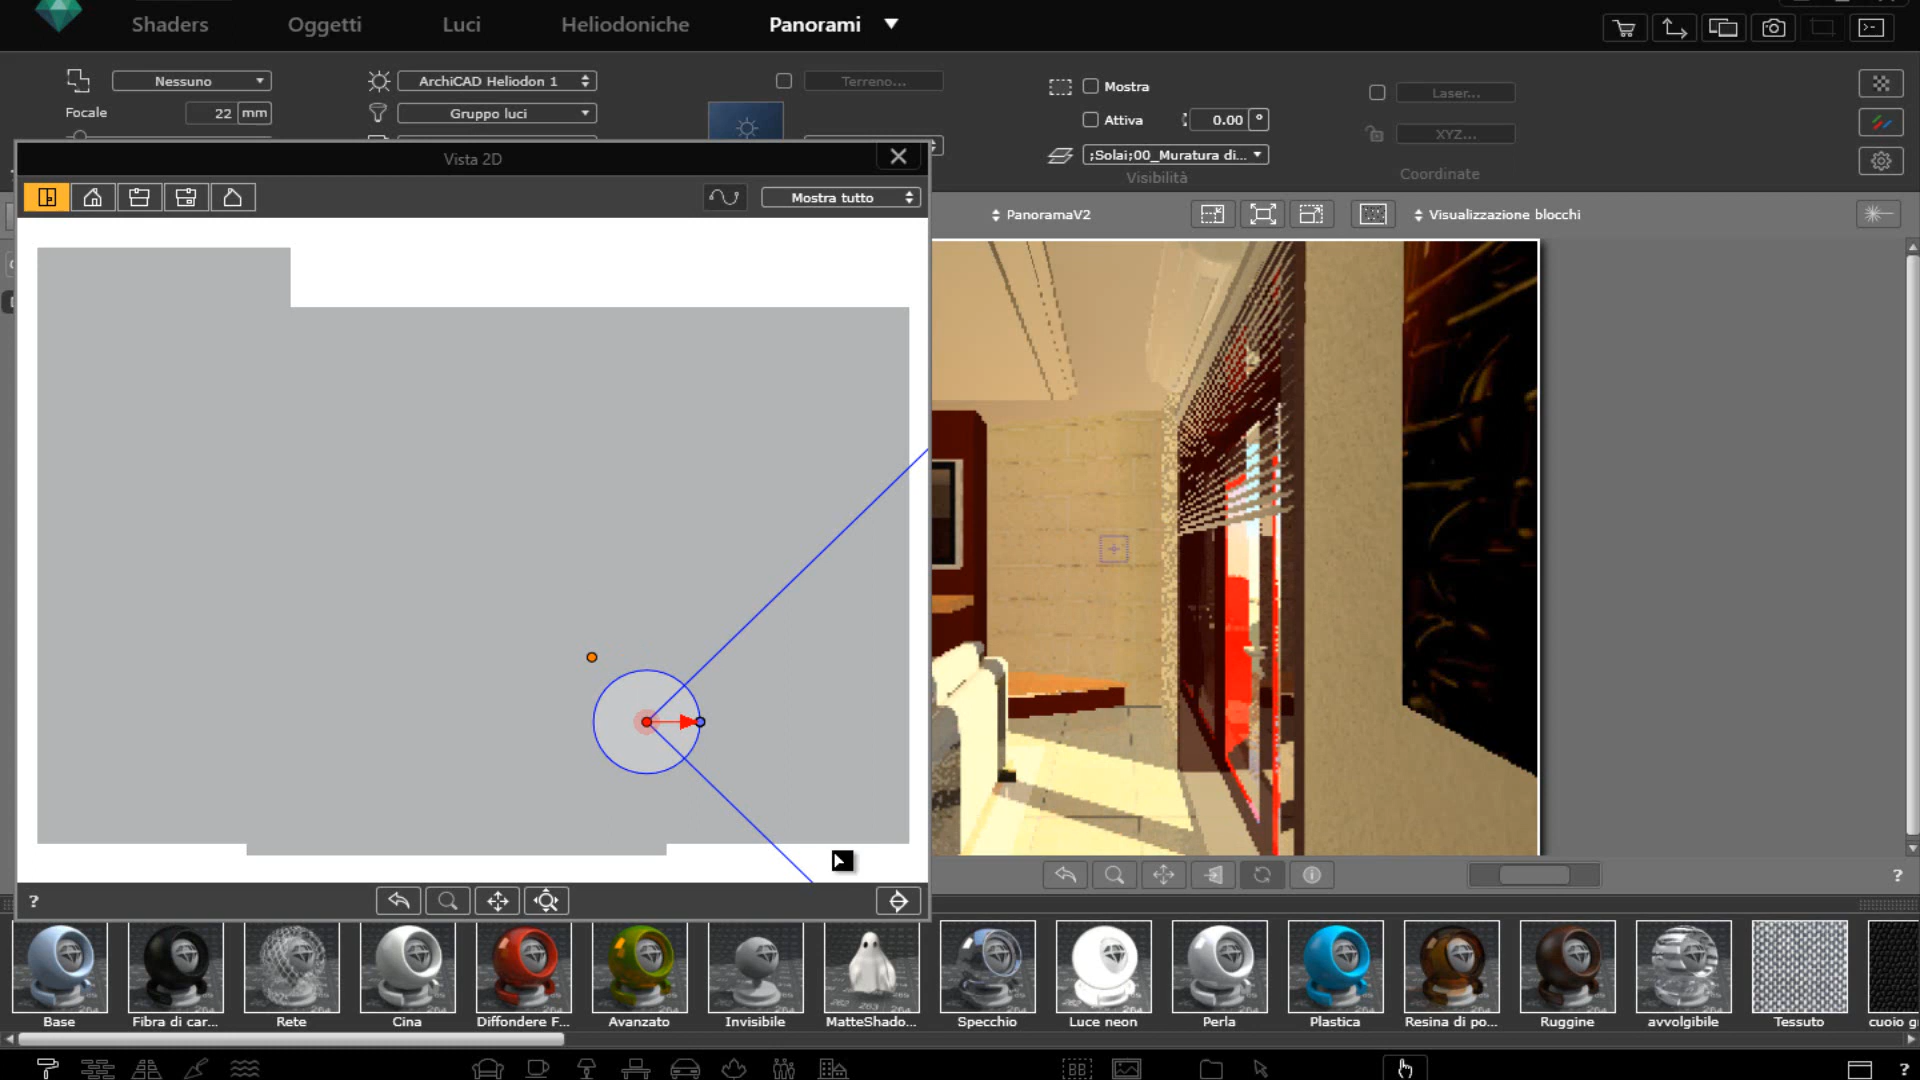 Shaders Oggetti Luci Heliodoniche Panorami
Nessuno ArchiCAD Heliodon 1 Terreno... Mostra Laser...
Focale 22 mm Gruppo luci Attiva 0.00 ° XYZ...
;Solai;00_Muratura di...
Visibilità Coordinate
Vista 2D
Mostra tutto PanoramaV2 Visualizzazione blocchi
?
?
Base Fibra di car... Rete Cina Diffondere F... Avanzato Invisibile MatteShado... Specchio Luce neon Perla Plastica Resina di po... Ruggine avvolgibile Tessuto
BB ?